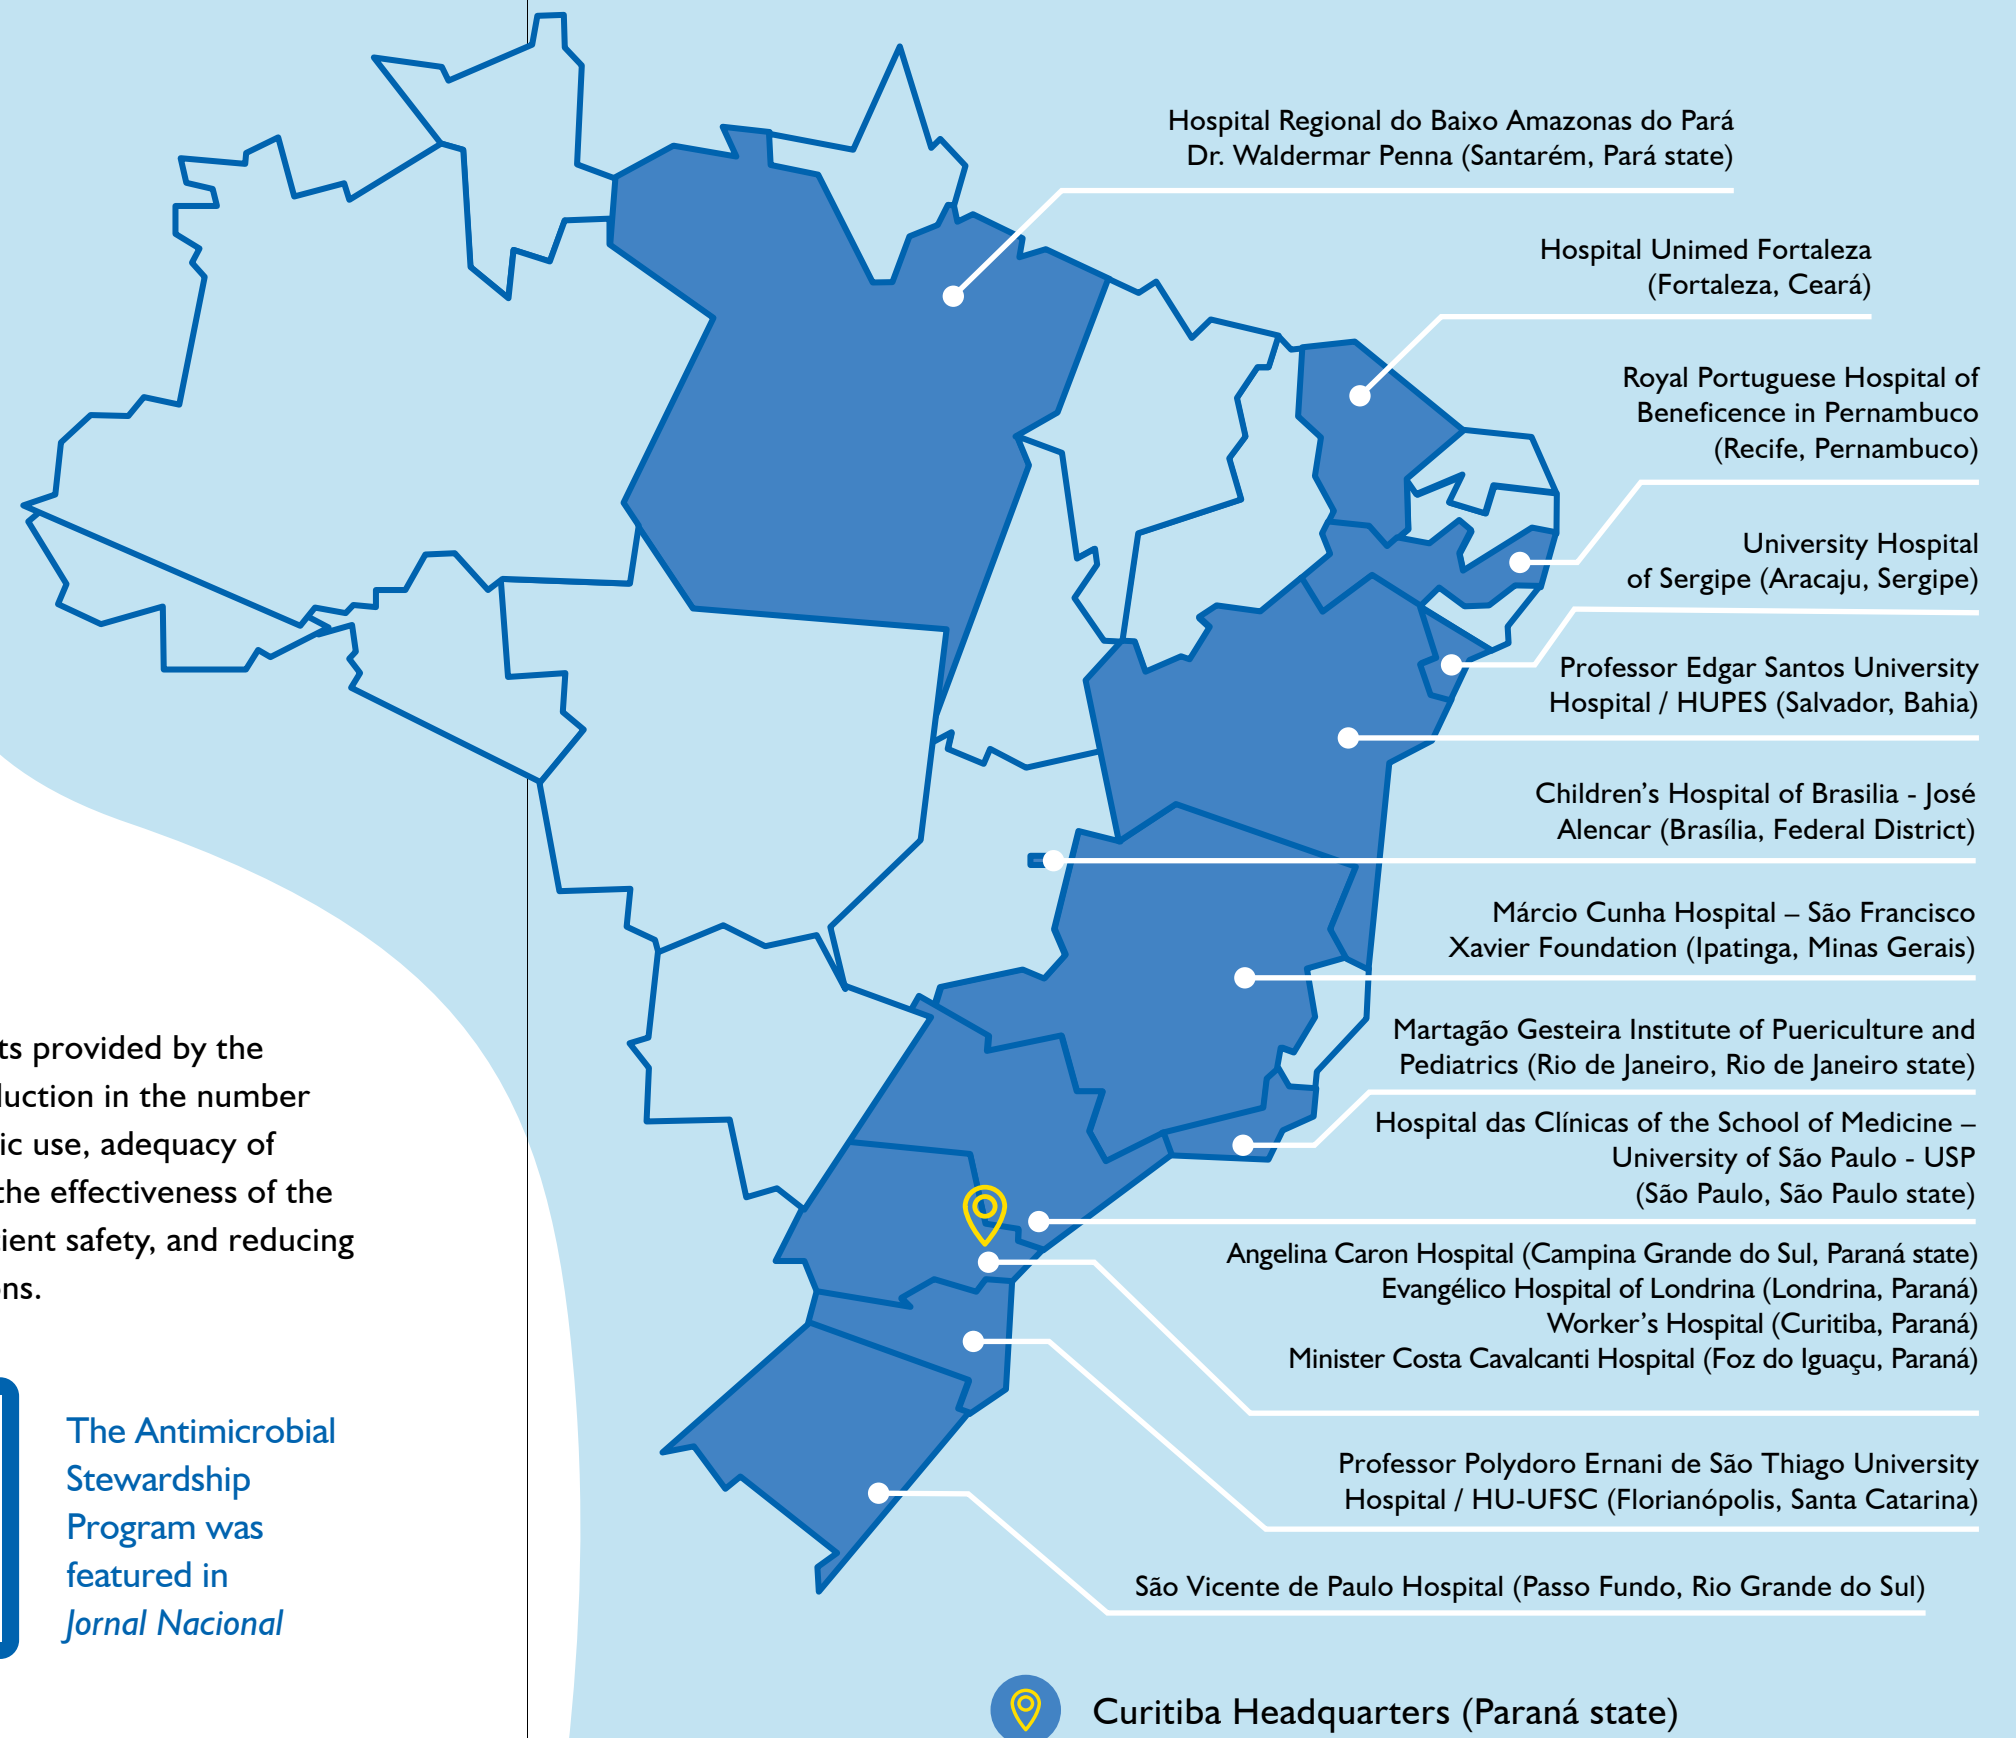 Hospital Regional do Baixo Amazonas do Pará
Dr. Waldermar Penna (Santarém, Pará state)
Hospital Unimed Fortaleza
(Fortaleza, Ceará)
Royal Portuguese Hospital of
Beneficence in Pernambuco
(Recife, Pernambuco)
University Hospital
of Sergipe (Aracaju, Sergipe)
Professor Edgar Santos University
Hospital / HUPES (Salvador, Bahia)
Children’s Hospital of Brasilia - José
Alencar (Brasília, Federal District)
Márcio Cunha Hospital – São Francisco
Xavier Foundation (Ipatinga, Minas Gerais)
Martagão Gesteira Institute of Puericulture and
Pediatrics (Rio de Janeiro, Rio de Janeiro state)
Hospital das Clínicas of the School of Medicine –
University of São Paulo - USP
(São Paulo, São Paulo state)
Angelina Caron Hospital (Campina Grande do Sul, Paraná state)
Evangélico Hospital of Londrina (Londrina, Paraná)
Worker’s Hospital (Curitiba, Paraná)
Minister Costa Cavalcanti Hospital (Foz do Iguaçu, Paraná)
Professor Polydoro Ernani de São Thiago University
Hospital / HU-UFSC (Florianópolis, Santa Catarina)
São Vicente de Paulo Hospital (Passo Fundo, Rio Grande do Sul)
Curitiba Headquarters (Paraná state)
ts provided by the
luction in the number
ic use, adequacy of
the effectiveness of the
ient safety, and reducing
ns.
The Antimicrobial
Stewardship
Program was
featured in
Jornal Nacional